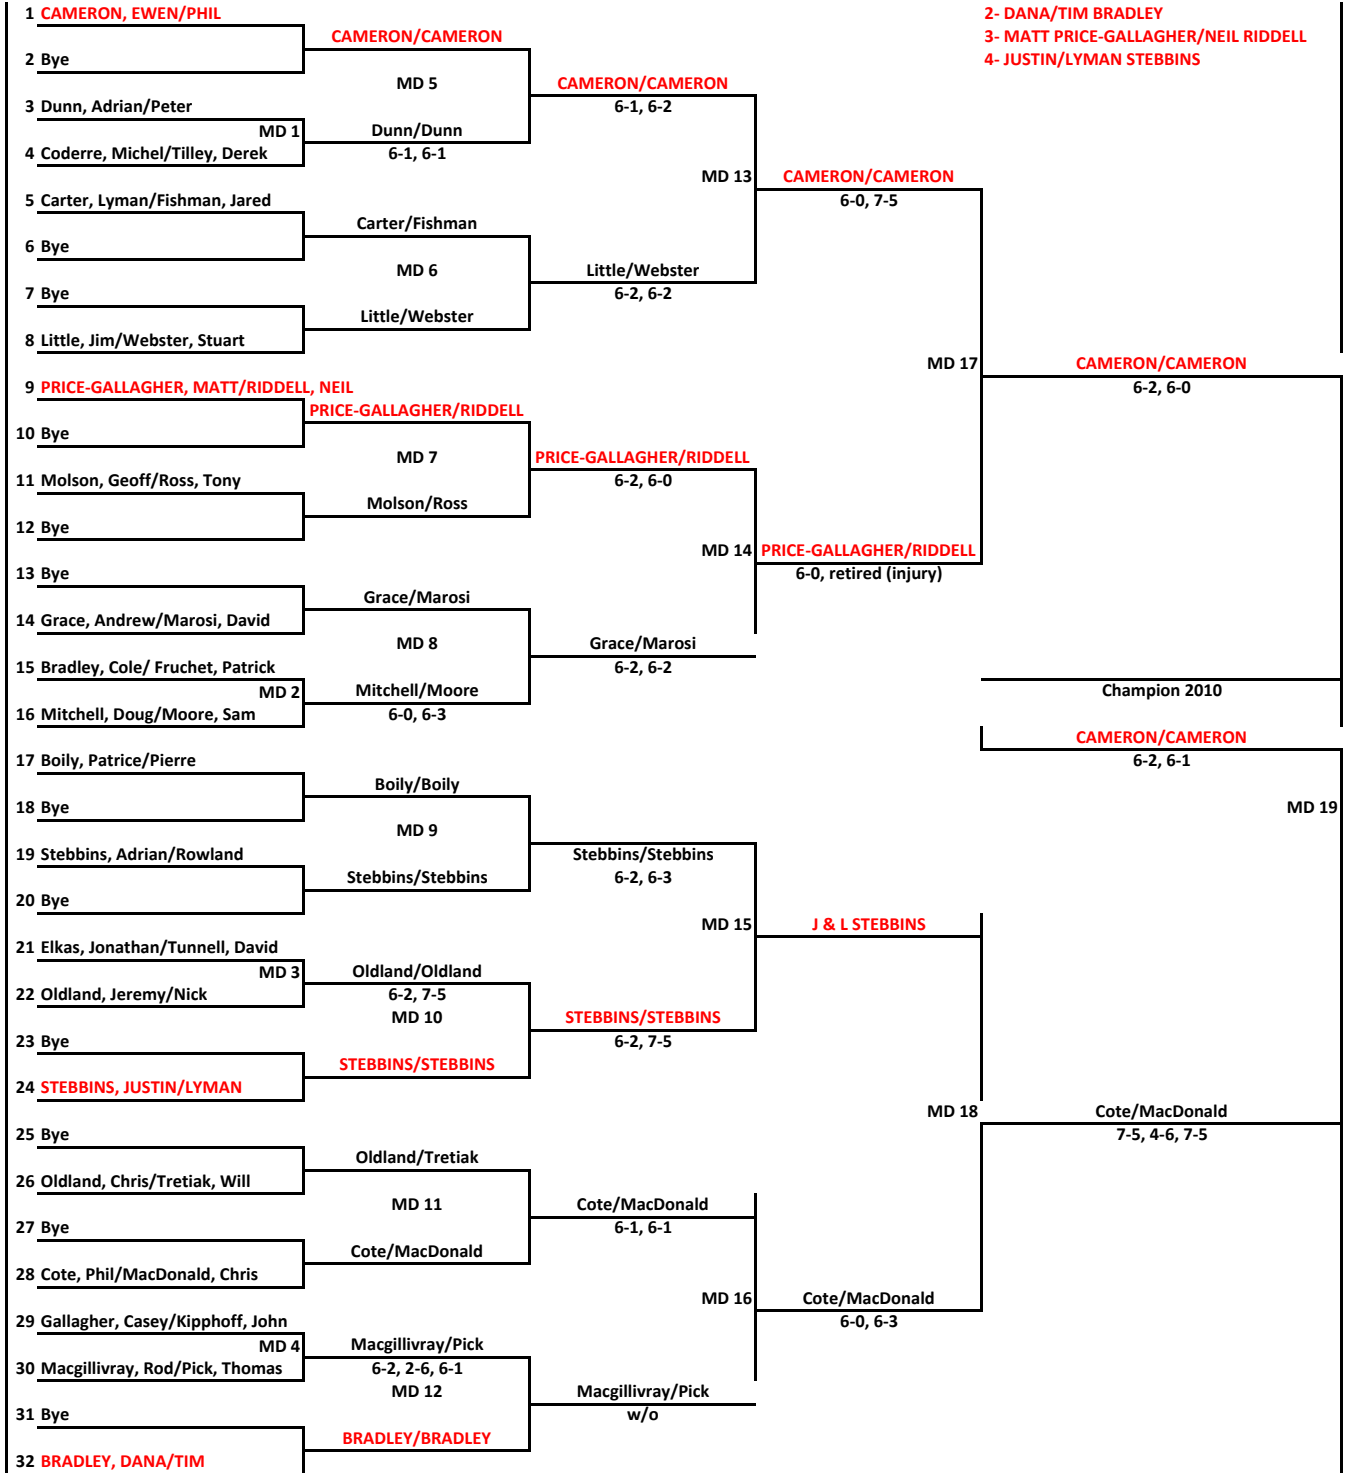 1 CAMERON, EWEN/PHIL
2- DANA/TIM BRADLEY
CAMERON/CAMERON
3- MATT PRICE-GALLAGHER/NEIL RIDDELL
2 Bye
4- JUSTIN/LYMAN STEBBINS
MD 5
CAMERON/CAMERON
3 Dunn, Adrian/Peter
6-1, 6-2
MD 1
Dunn/Dunn
4 Coderre, Michel/Tilley, Derek
6-1, 6-1
MD 13
CAMERON/CAMERON
5 Carter, Lyman/Fishman, Jared
6-0, 7-5
Carter/Fishman
6 Bye
MD 6
Little/Webster
7 Bye
6-2, 6-2
Little/Webster
8 Little, Jim/Webster, Stuart
MD 17
CAMERON/CAMERON
9 PRICE-GALLAGHER, MATT/RIDDELL, NEIL
6-2, 6-0
PRICE-GALLAGHER/RIDDELL
10 Bye
MD 7
PRICE-GALLAGHER/RIDDELL
11 Molson, Geoff/Ross, Tony
6-2, 6-0
Molson/Ross
12 Bye
MD 14
PRICE-GALLAGHER/RIDDELL
13 Bye
6-0, retired (injury)
Grace/Marosi
14 Grace, Andrew/Marosi, David
MD 8
Grace/Marosi
15 Bradley, Cole/ Fruchet, Patrick
6-2, 6-2
MD 2
Mitchell/Moore
Champion 2010
16 Mitchell, Doug/Moore, Sam
6-0, 6-3
CAMERON/CAMERON
17 Boily, Patrice/Pierre
6-2, 6-1
Boily/Boily
18 Bye
MD 19
MD 9
19 Stebbins, Adrian/Rowland
Stebbins/Stebbins
Stebbins/Stebbins
6-2, 6-3
20 Bye
MD 15
J & L STEBBINS
21 Elkas, Jonathan/Tunnell, David
MD 3
Oldland/Oldland
22 Oldland, Jeremy/Nick
6-2, 7-5
MD 10
STEBBINS/STEBBINS
23 Bye
6-2, 7-5
STEBBINS/STEBBINS
24 STEBBINS, JUSTIN/LYMAN
MD 18
Cote/MacDonald
25 Bye
7-5, 4-6, 7-5
Oldland/Tretiak
26 Oldland, Chris/Tretiak, Will
MD 11
Cote/MacDonald
27 Bye
6-1, 6-1
Cote/MacDonald
28 Cote, Phil/MacDonald, Chris
MD 16
Cote/MacDonald
29 Gallagher, Casey/Kipphoff, John
6-0, 6-3
MD 4
Macgillivray/Pick
30 Macgillivray, Rod/Pick, Thomas
6-2, 2-6, 6-1
MD 12
Macgillivray/Pick
31 Bye
w/o
BRADLEY/BRADLEY
32 BRADLEY, DANA/TIM